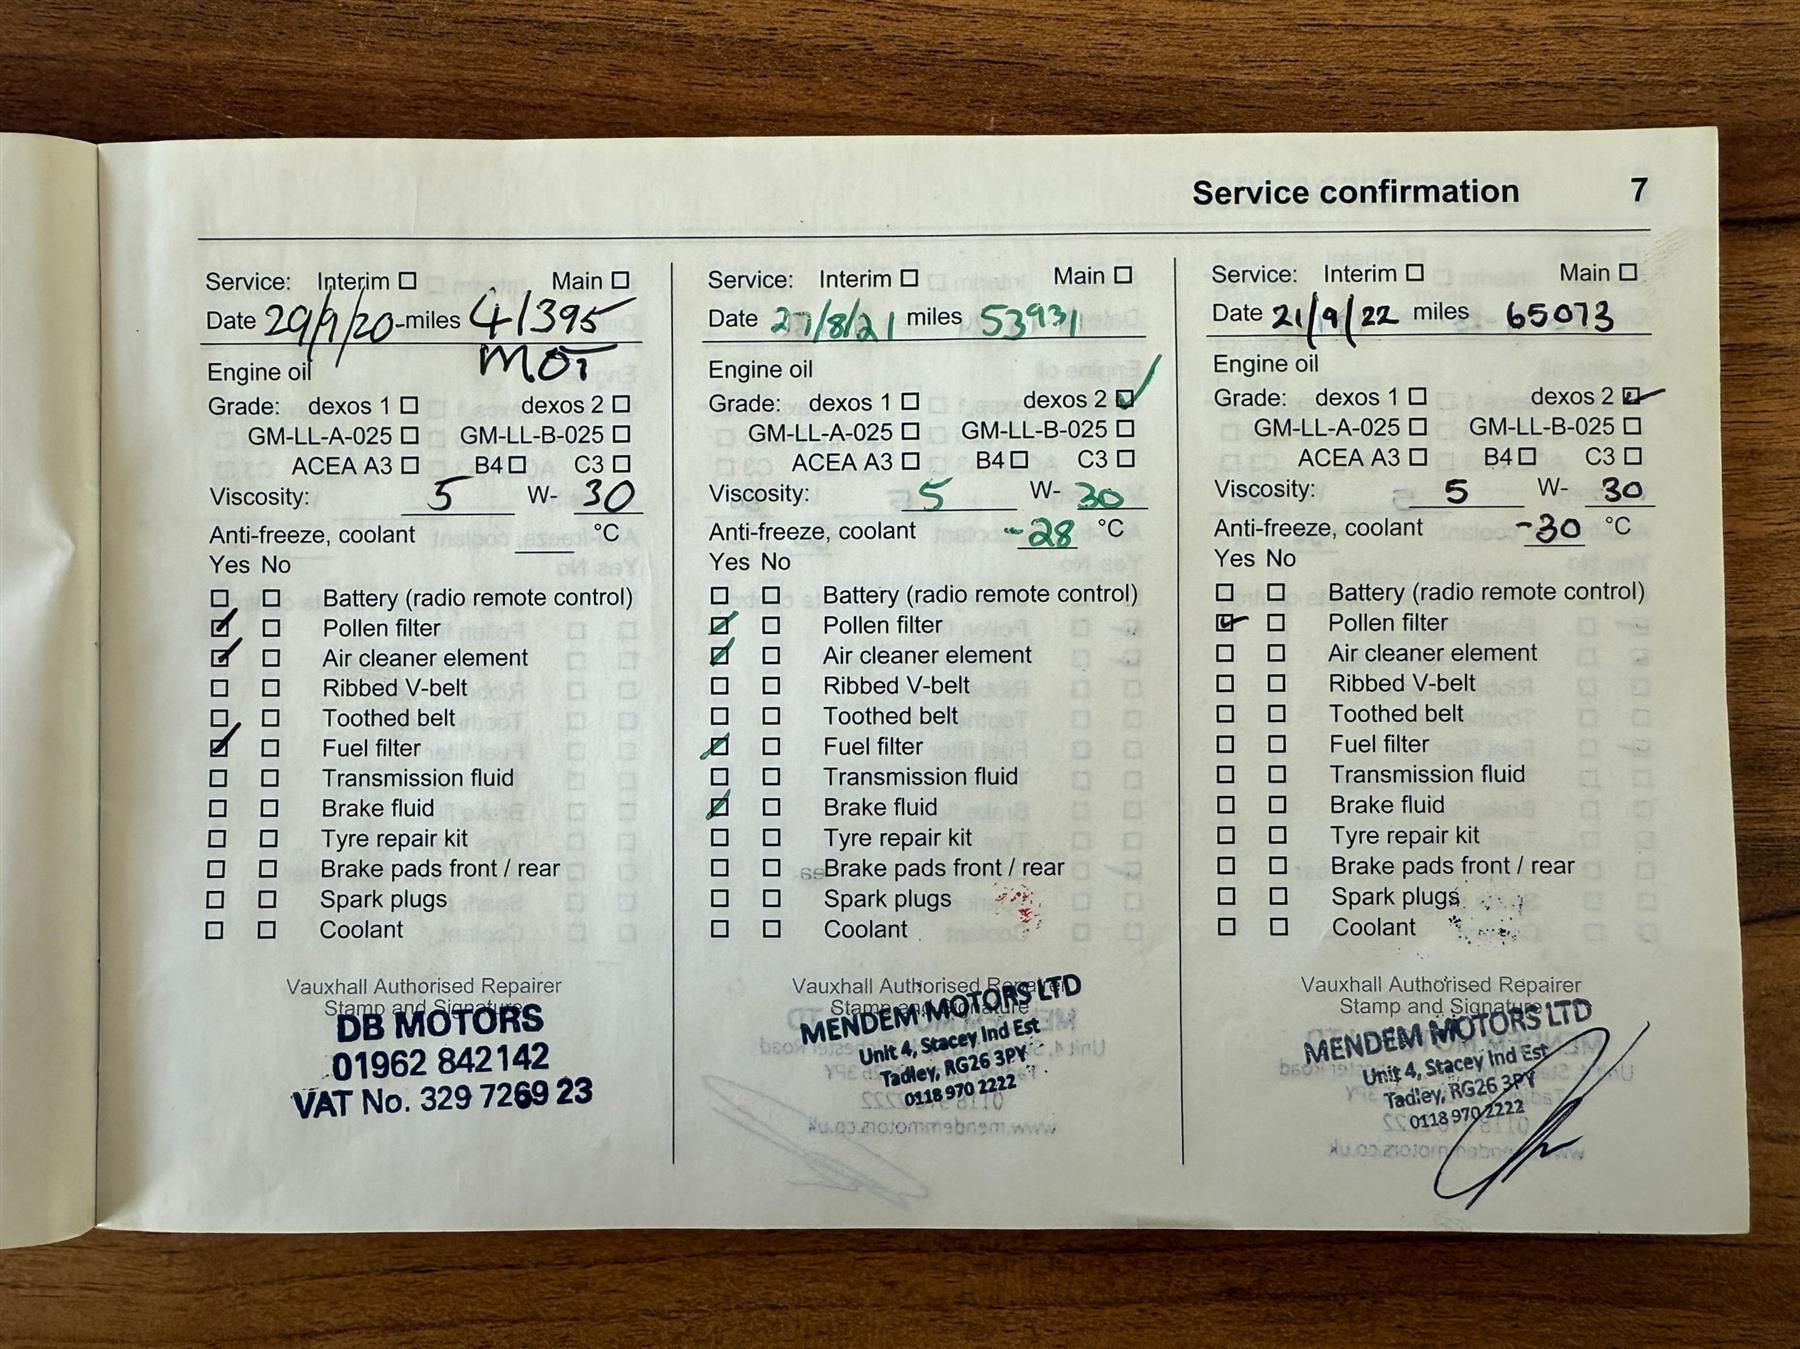 Service confirmation 7
Service: Interim ☐ Main ☐
Date 29/9/20 miles 41395
MOT
Engine oil
Grade: dexos 1 ☐ dexos 2 ☐
GM-LL-A-025 ☐ GM-LL-B-025 ☐
ACEA A3 ☐ B4 ☐ C3 ☐
Viscosity: 5 W- 30
Anti-freeze, coolant °C
Yes No
☐ ☐ Battery (radio remote control)
☑ ☐ Pollen filter
☑ ☐ Air cleaner element
☐ ☐ Ribbed V-belt
☐ ☐ Toothed belt
☑ ☐ Fuel filter
☐ ☐ Transmission fluid
☐ ☐ Brake fluid
☐ ☐ Tyre repair kit
☐ ☐ Brake pads front / rear
☐ ☐ Spark plugs
☐ ☐ Coolant
Vauxhall Authorised Repairer
Stamp and Signature
DB MOTORS
01962 842142
VAT No. 329 7269 23
Service: Interim ☐ Main ☐
Date 27/8/21 miles 53931
Engine oil
Grade: dexos 1 ☐ dexos 2 ☑
GM-LL-A-025 ☐ GM-LL-B-025 ☐
ACEA A3 ☐ B4 ☐ C3 ☐
Viscosity: 5 W- 30
Anti-freeze, coolant -28 °C
Yes No
☐ ☐ Battery (radio remote control)
☑ ☐ Pollen filter
☑ ☐ Air cleaner element
☐ ☐ Ribbed V-belt
☐ ☐ Toothed belt
☑ ☐ Fuel filter
☐ ☐ Transmission fluid
☑ ☐ Brake fluid
☐ ☐ Tyre repair kit
☐ ☐ Brake pads front / rear
☐ ☐ Spark plugs
☐ ☐ Coolant
Vauxhall Authorised Repairer
Stamp and Signature
MENDEM MOTORS LTD
Unit 4, Stacey Ind Est
Tadley, RG26 3PY
0118 970 2222
Service: Interim ☐ Main ☐
Date 21/9/22 miles 65073
Engine oil
Grade: dexos 1 ☐ dexos 2 ☑
GM-LL-A-025 ☐ GM-LL-B-025 ☐
ACEA A3 ☐ B4 ☐ C3 ☐
Viscosity: 5 W- 30
Anti-freeze, coolant -30 °C
Yes No
☐ ☐ Battery (radio remote control)
☑ ☐ Pollen filter
☐ ☐ Air cleaner element
☐ ☐ Ribbed V-belt
☐ ☐ Toothed belt
☐ ☐ Fuel filter
☐ ☐ Transmission fluid
☐ ☐ Brake fluid
☐ ☐ Tyre repair kit
☐ ☐ Brake pads front / rear
☐ ☐ Spark plugs
☐ ☐ Coolant
Vauxhall Authorised Repairer
Stamp and Signature
MENDEM MOTORS LTD
Unit 4, Stacey Ind Est
Tadley, RG26 3PY
0118 970 2222